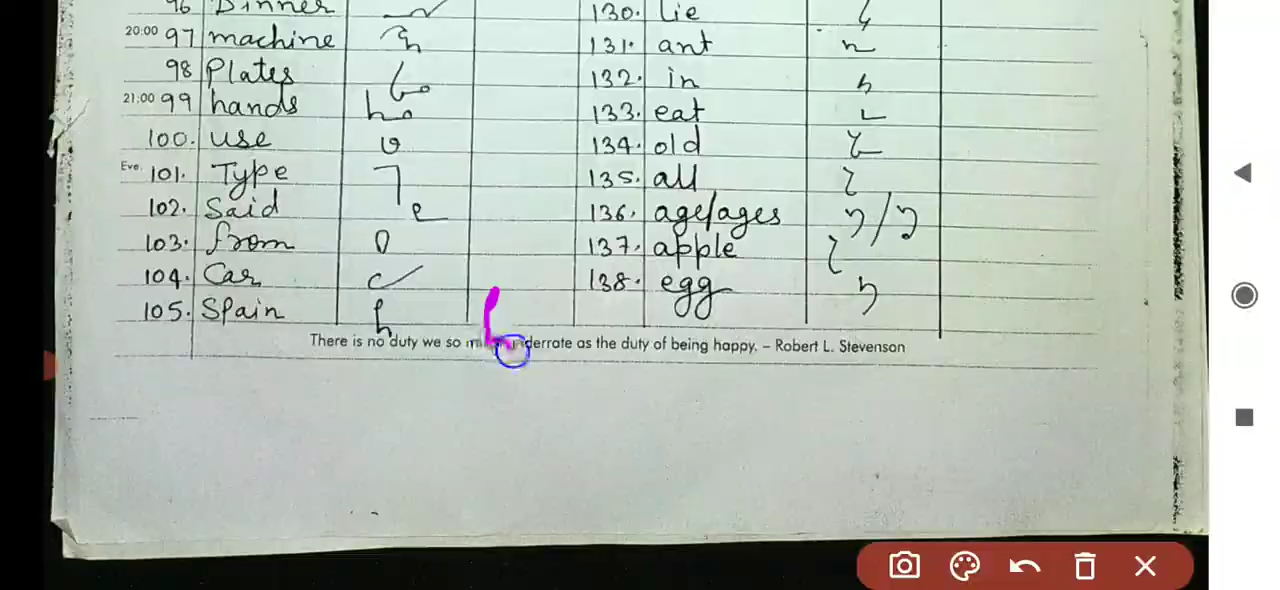 96 Dinner 130. lie
20:00 97 machine 131. ant
98 Plates 132. in
21:00 99 hands 133. eat
100. use 134. old
Eve. 101. Type 135. all
102. Said 136. age/ages
103. from 137. apple
104. Car 138. egg
105. Spain
There is no duty we so underrate as the duty of being happy. – Robert L. Stevenson